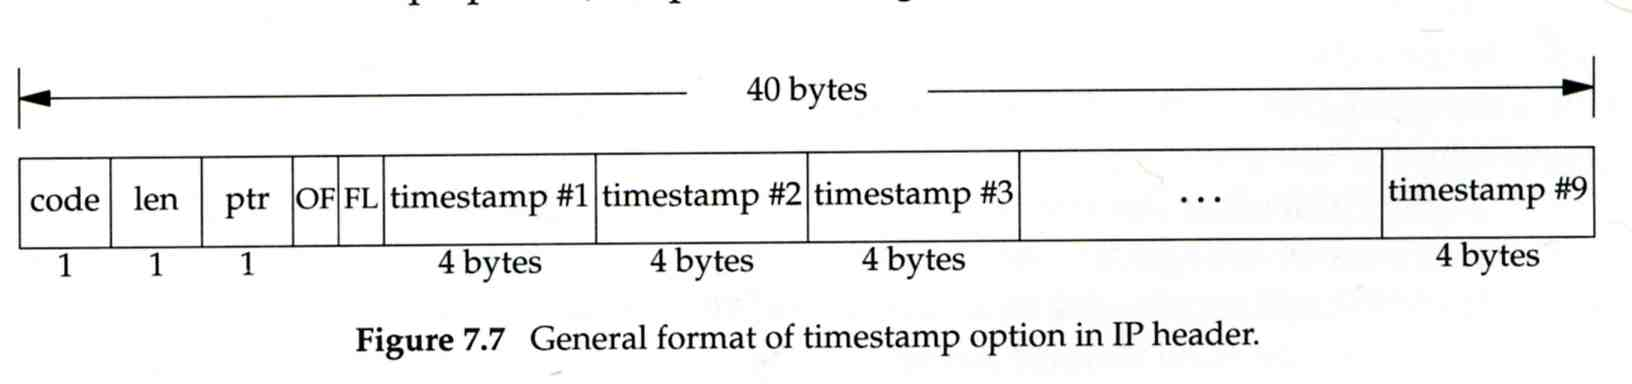 40 bytes
code len ptr OF FL timestamp #1 timestamp #2 timestamp #3 ... timestamp #9
1 1 1 4 bytes 4 bytes 4 bytes 4 bytes
Figure 7.7 General format of timestamp option in IP header.